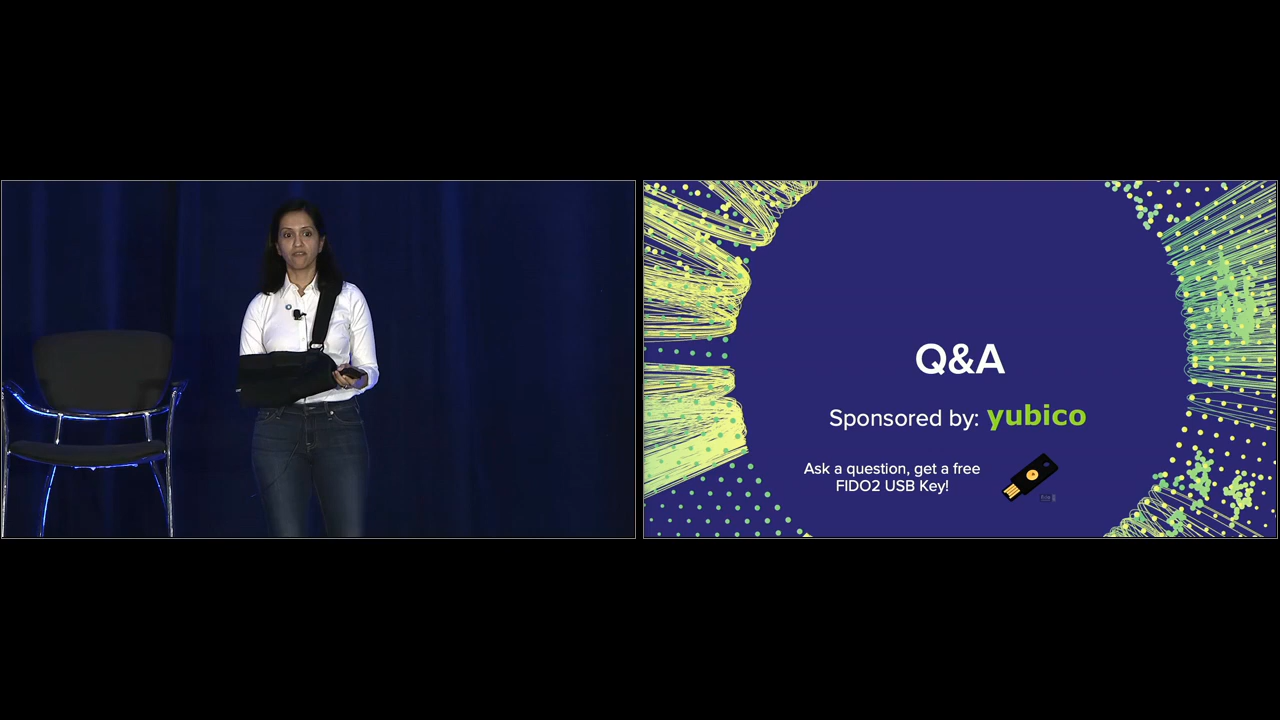 Q&A
Sponsored by: yubico
Ask a question, get a free
FIDO2 USB Key!